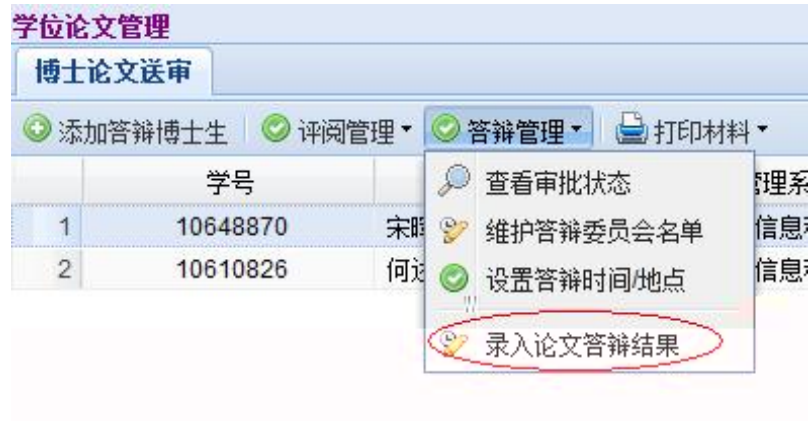 学位论文管理
博士论文送审
添加答辩博士生 评阅管理 答辩管理 打印材料
学号 查看审批状态 管理系
1 10648870 宋 维护答辩委员会名单 信息
2 10610826 何 设置答辩时间/地点 信息
录入论文答辩结果